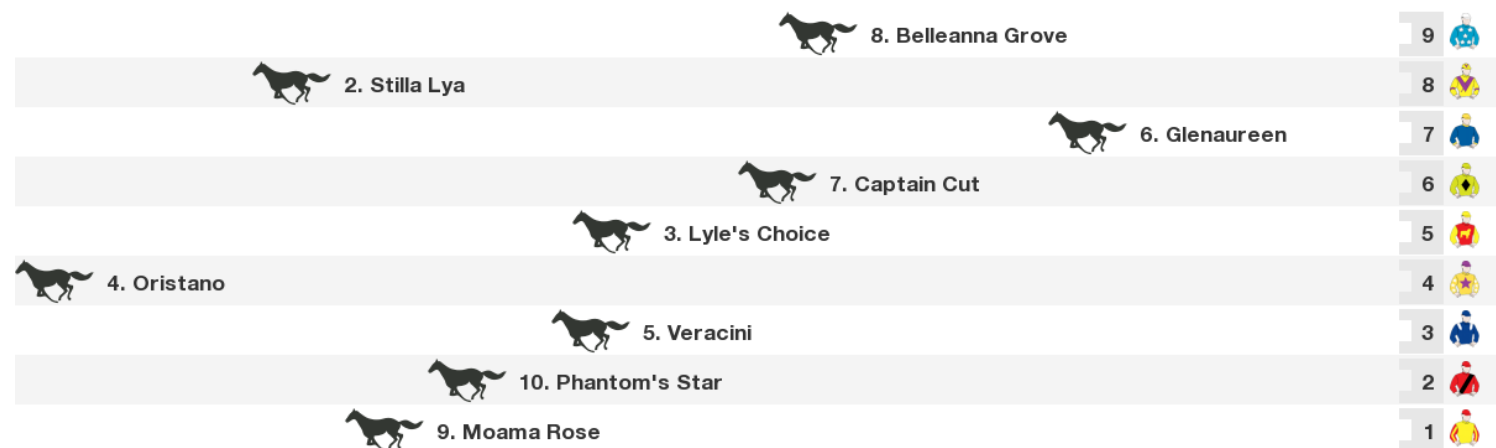 8. Belleanna Grove 9
2. Stilla Lya 8
6. Glenaureen 7
7. Captain Cut 6
3. Lyle's Choice 5
4. Oristano 4
5. Veracini 3
10. Phantom's Star 2
9. Moama Rose 1